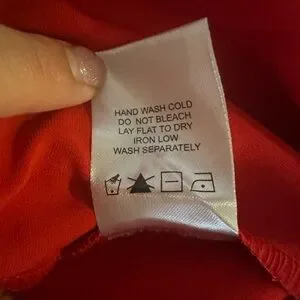 HAND WASH COLD
DO NOT BLEACH
LAY FLAT TO DRY
IRON LOW
WASH SEPARATELY